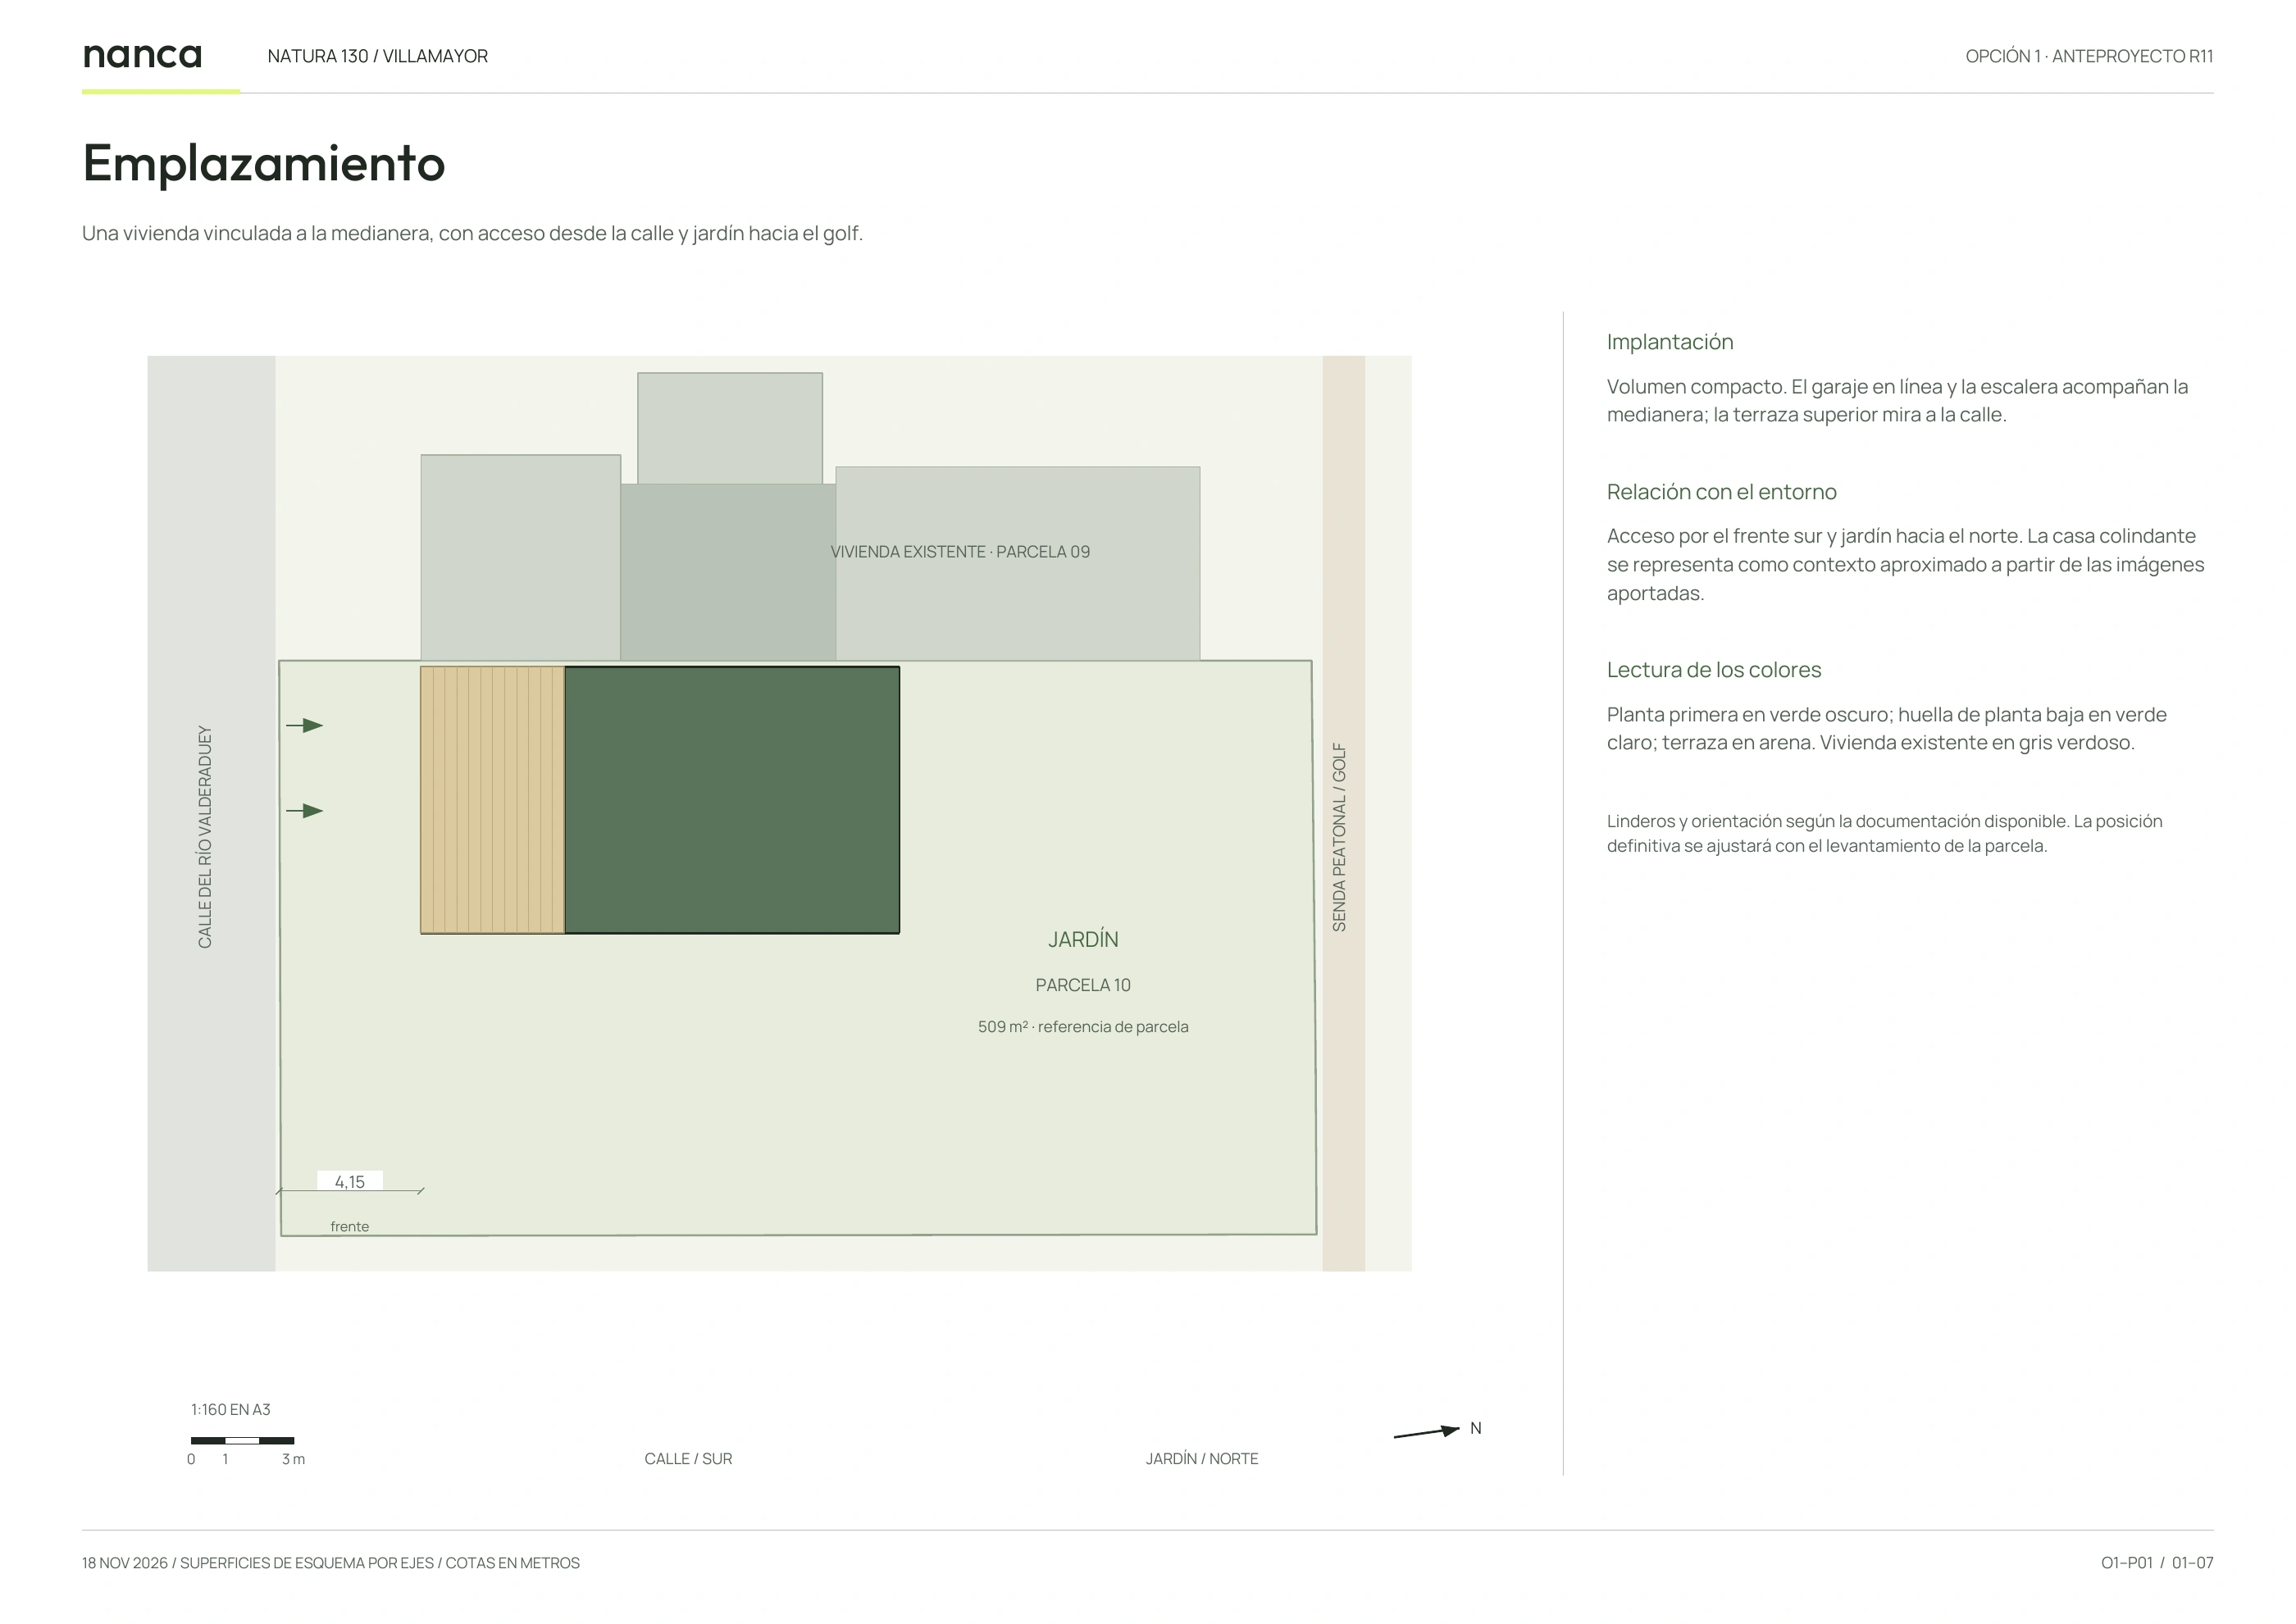 nanca
NATURA 130 / VILLAMAYOR
OPCIÓN 1 · ANTEPROYECTO R11
Emplazamiento
Una vivienda vinculada a la medianera, con acceso desde la calle y jardín hacia el golf.
CALLE DEL RÍO VALDERADUEY
VIVIENDA EXISTENTE · PARCELA 09
SENDA PEATONAL / GOLF
JARDÍN
PARCELA 10
509 m² · referencia de parcela
4,15
frente
Implantación
Volumen compacto. El garaje en línea y la escalera acompañan la
medianera; la terraza superior mira a la calle.
Relación con el entorno
Acceso por el frente sur y jardín hacia el norte. La casa colindante
se representa como contexto aproximado a partir de las imágenes
aportadas.
Lectura de los colores
Planta primera en verde oscuro; huella de planta baja en verde
claro; terraza en arena. Vivienda existente en gris verdoso.
Linderos y orientación según la documentación disponible. La posición
definitiva se ajustará con el levantamiento de la parcela.
1:160 EN A3
0 1 3 m
CALLE / SUR
JARDÍN / NORTE
N
18 NOV 2026 / SUPERFICIES DE ESQUEMA POR EJES / COTAS EN METROS
O1–P01 / 01–07